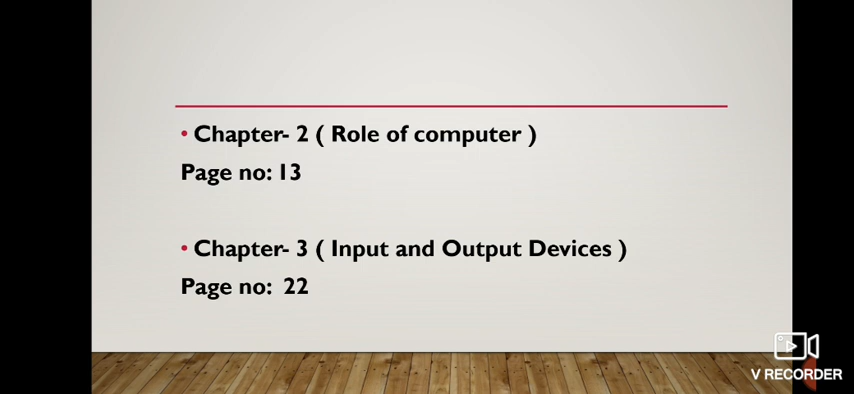 • Chapter- 2 ( Role of computer )
Page no: 13
• Chapter- 3 ( Input and Output Devices )
Page no:  22
V RECORDER